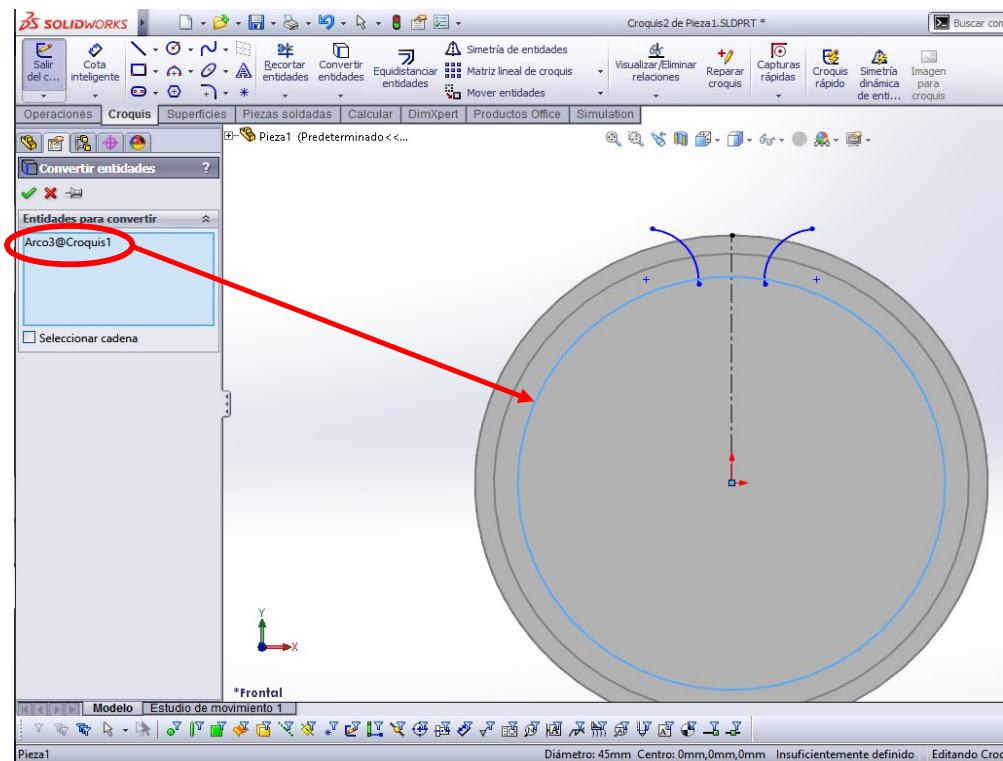 SOLIDWORKS
Croquis2 de Pieza1.SLDPRT *
Buscar con
Salir del c...
Cota inteligente
Recortar entidades
Convertir entidades
Equidistanciar entidades
Simetría de entidades
Matriz lineal de croquis
Mover entidades
Visualizar/Eliminar relaciones
Reparar croquis
Capturas rápidas
Croquis rápido
Simetría dinámica de enti...
Imagen para croquis
Operaciones Croquis Superficies Piezas soldadas Calcular DimXpert Productos Office Simulation
Pieza1 (Predeterminado<<...
Convertir entidades ?
Entidades para convertir
Arco3@Croquis1
Seleccionar cadena
Y
X
*Frontal
Modelo Estudio de movimiento 1
Pieza1 Diámetro: 45mm Centro: 0mm,0mm,0mm Insuficientemente definido Editando Croq